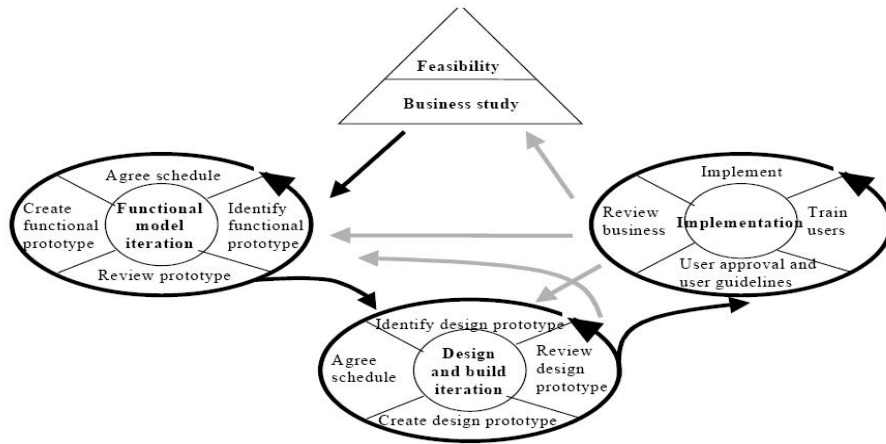 Feasibility
Business study
Agree schedule
Create
functional
prototype
Functional
model
iteration
Identify
functional
prototype
Review prototype
Implement
Review
business
Implementation
Train
users
User approval and
user guidelines
Identify design prototype
Agree
schedule
Design
and build
iteration
Review
design
prototype
Create design prototype